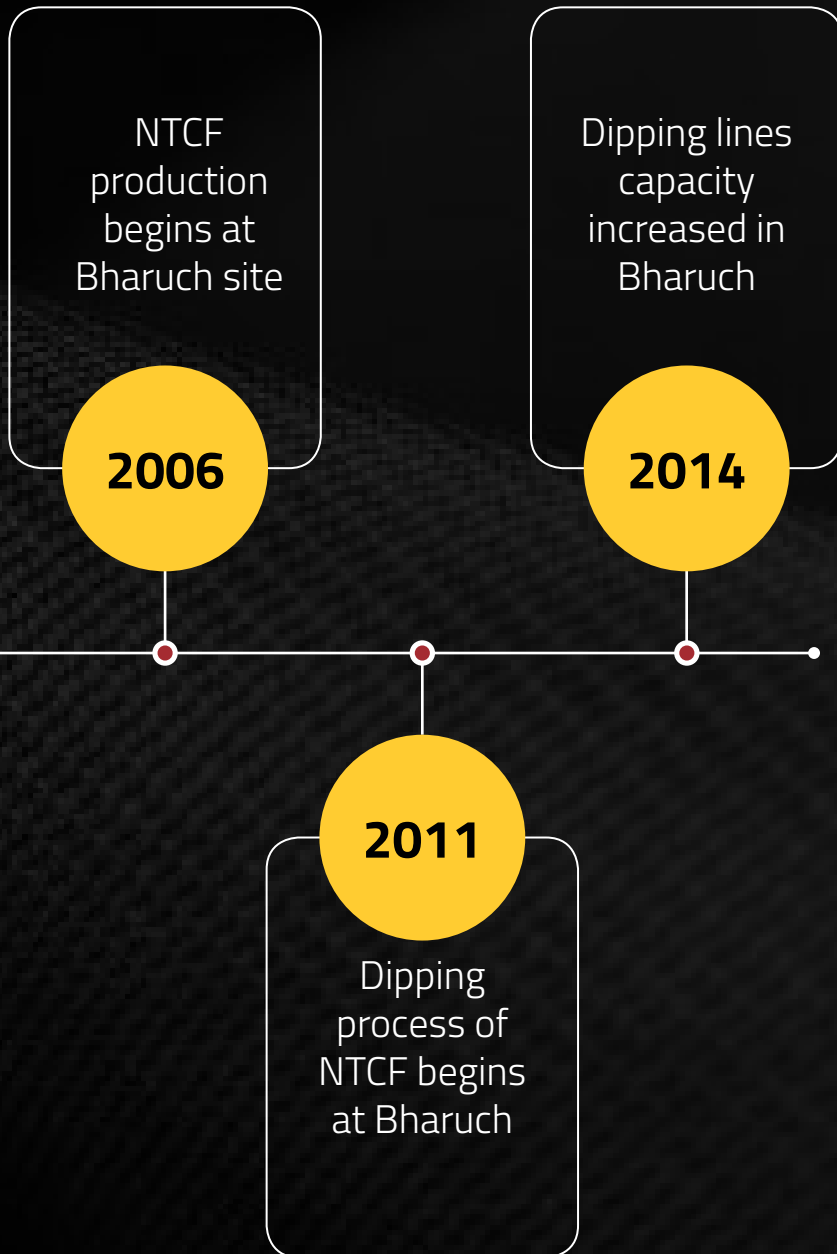 NTCF
production
begins at
Bharuch site
2006
2011
Dipping
process of
NTCF begins
at Bharuch
Dipping lines
capacity
increased in
Bharuch
2014